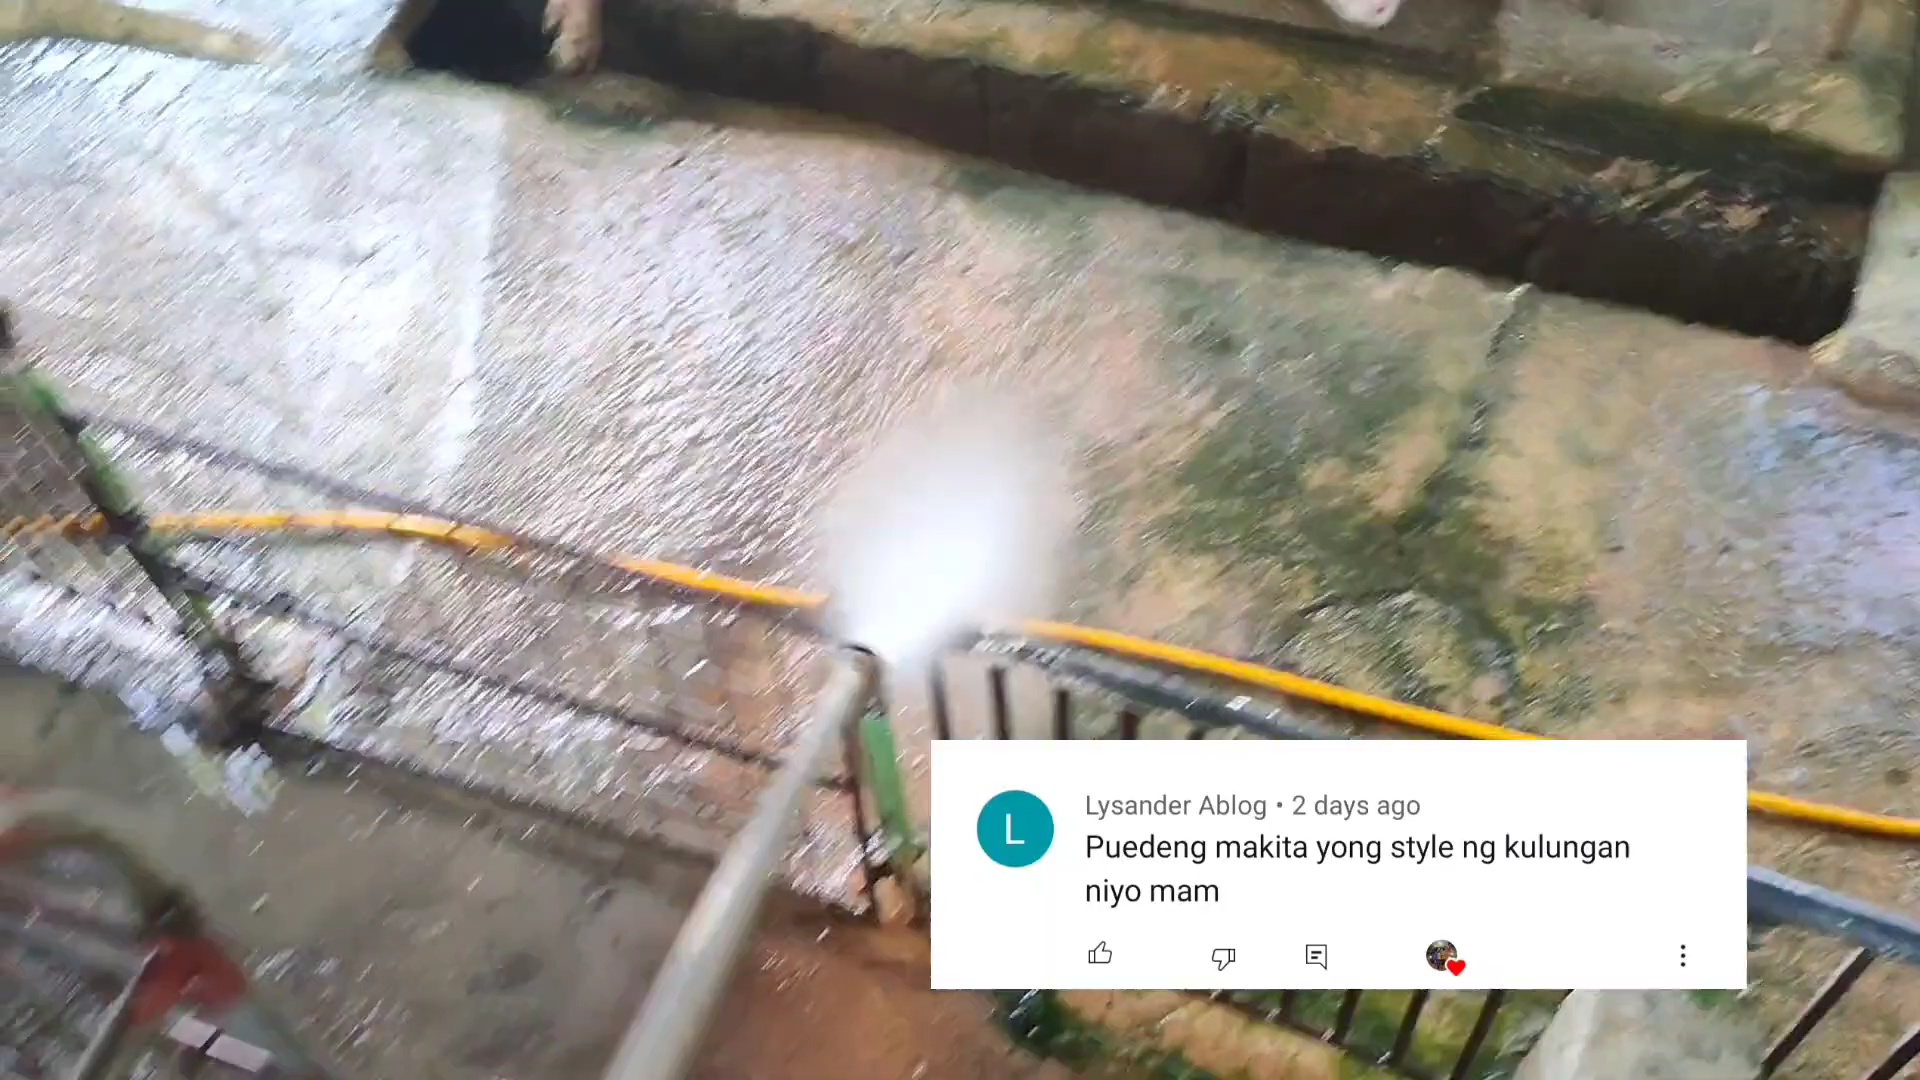 L
Lysander Ablog • 2 days ago
Puedeng makita yong style ng kulungan
niyo mam